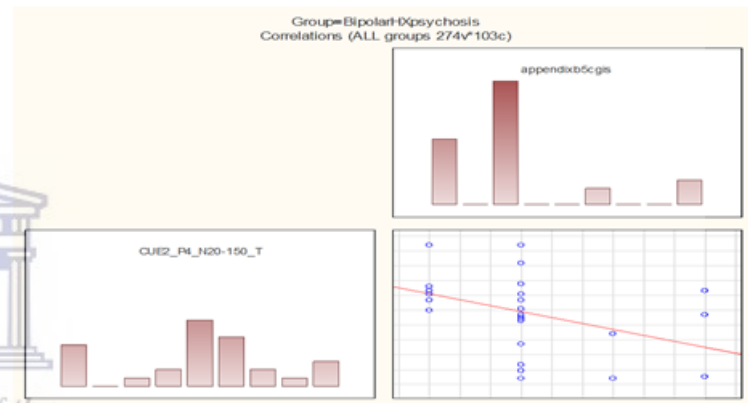 Group=BipolarHXpsychosis
Correlations (ALL groups 274v*103c)
appendixb5cgis
CUE2_P4_N20-150_T